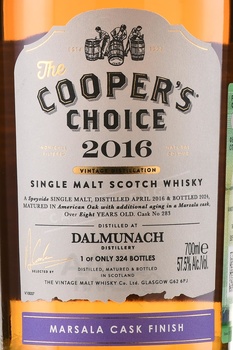 The
COOPER'S
CHOICE
2016
VINTAGE DISTILLATION
SINGLE MALT SCOTCH WHISKY
A Speyside SINGLE MALT, DISTILLED APRIL 2016 & BOTTLED 2024,
MATURED IN American Oak with additional aging in a Marsala cask.
Over Eight YEARS OLD. Cask No 283
DISTILLED AT
DALMUNACH
DISTILLERY
1 OF ONLY 324 BOTTLES
700ml e
57.5% Alc./Vol.
SELECTED BY
DISTILLED, MATURED & BOTTLED
IN SCOTLAND
THE VINTAGE MALT WHISKY Co. Ltd. GLASGOW G62 6PJ
MARSALA CASK FINISH